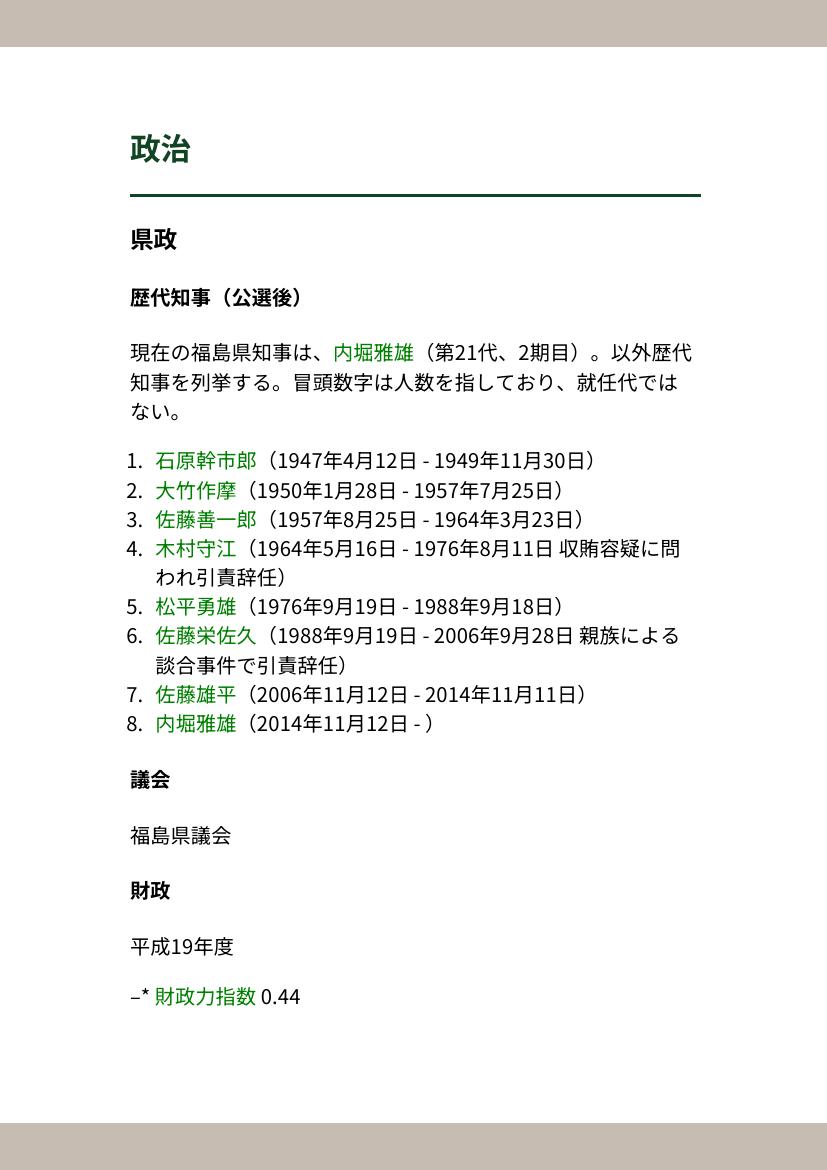 政治
県政
歴代知事（公選後）
現在の福島県知事は、内堀雅雄（第21代、2期目）。以外歴代
知事を列挙する。冒頭数字は人数を指しており、就任代では
ない。
1. 石原幹市郎（1947年4月12日 - 1949年11月30日）
2. 大竹作摩（1950年1月28日 - 1957年7月25日）
3. 佐藤善一郎（1957年8月25日 - 1964年3月23日）
4. 木村守江（1964年5月16日 - 1976年8月11日 収賄容疑に問
われ引責辞任）
5. 松平勇雄（1976年9月19日 - 1988年9月18日）
6. 佐藤栄佐久（1988年9月19日 - 2006年9月28日 親族による
談合事件で引責辞任）
7. 佐藤雄平（2006年11月12日 - 2014年11月11日）
8. 内堀雅雄（2014年11月12日 - ）
議会
福島県議会
財政
平成19年度
–* 財政力指数 0.44